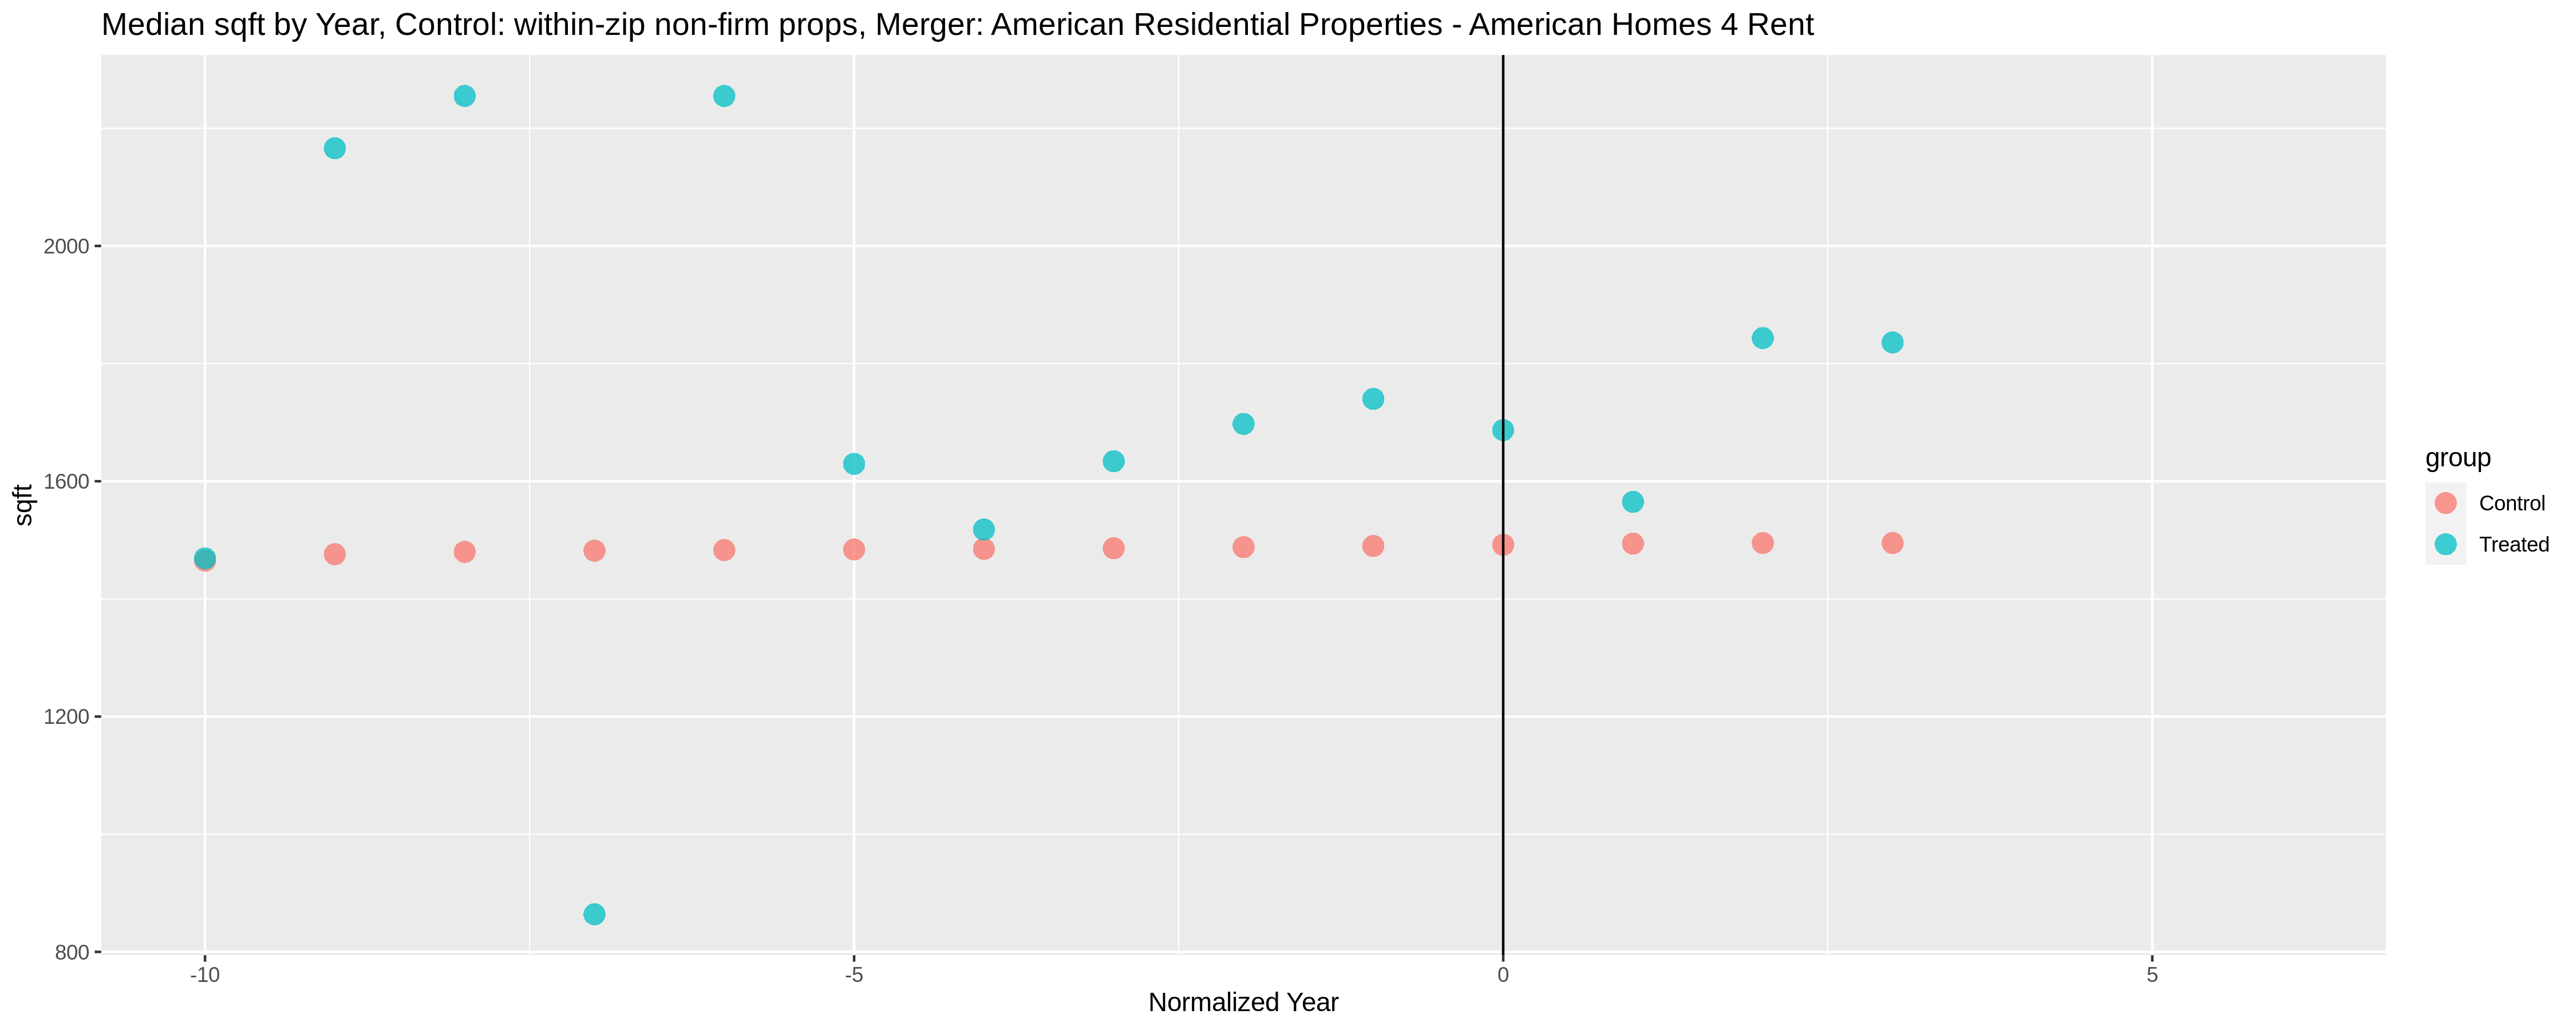 Median sqft by Year, Control: within-zip non-firm props, Merger: American Residential Properties - American Homes 4 Rent
sqft
2000
1600
1200
800
-10
-5
0
5
Normalized Year
group
Control
Treated